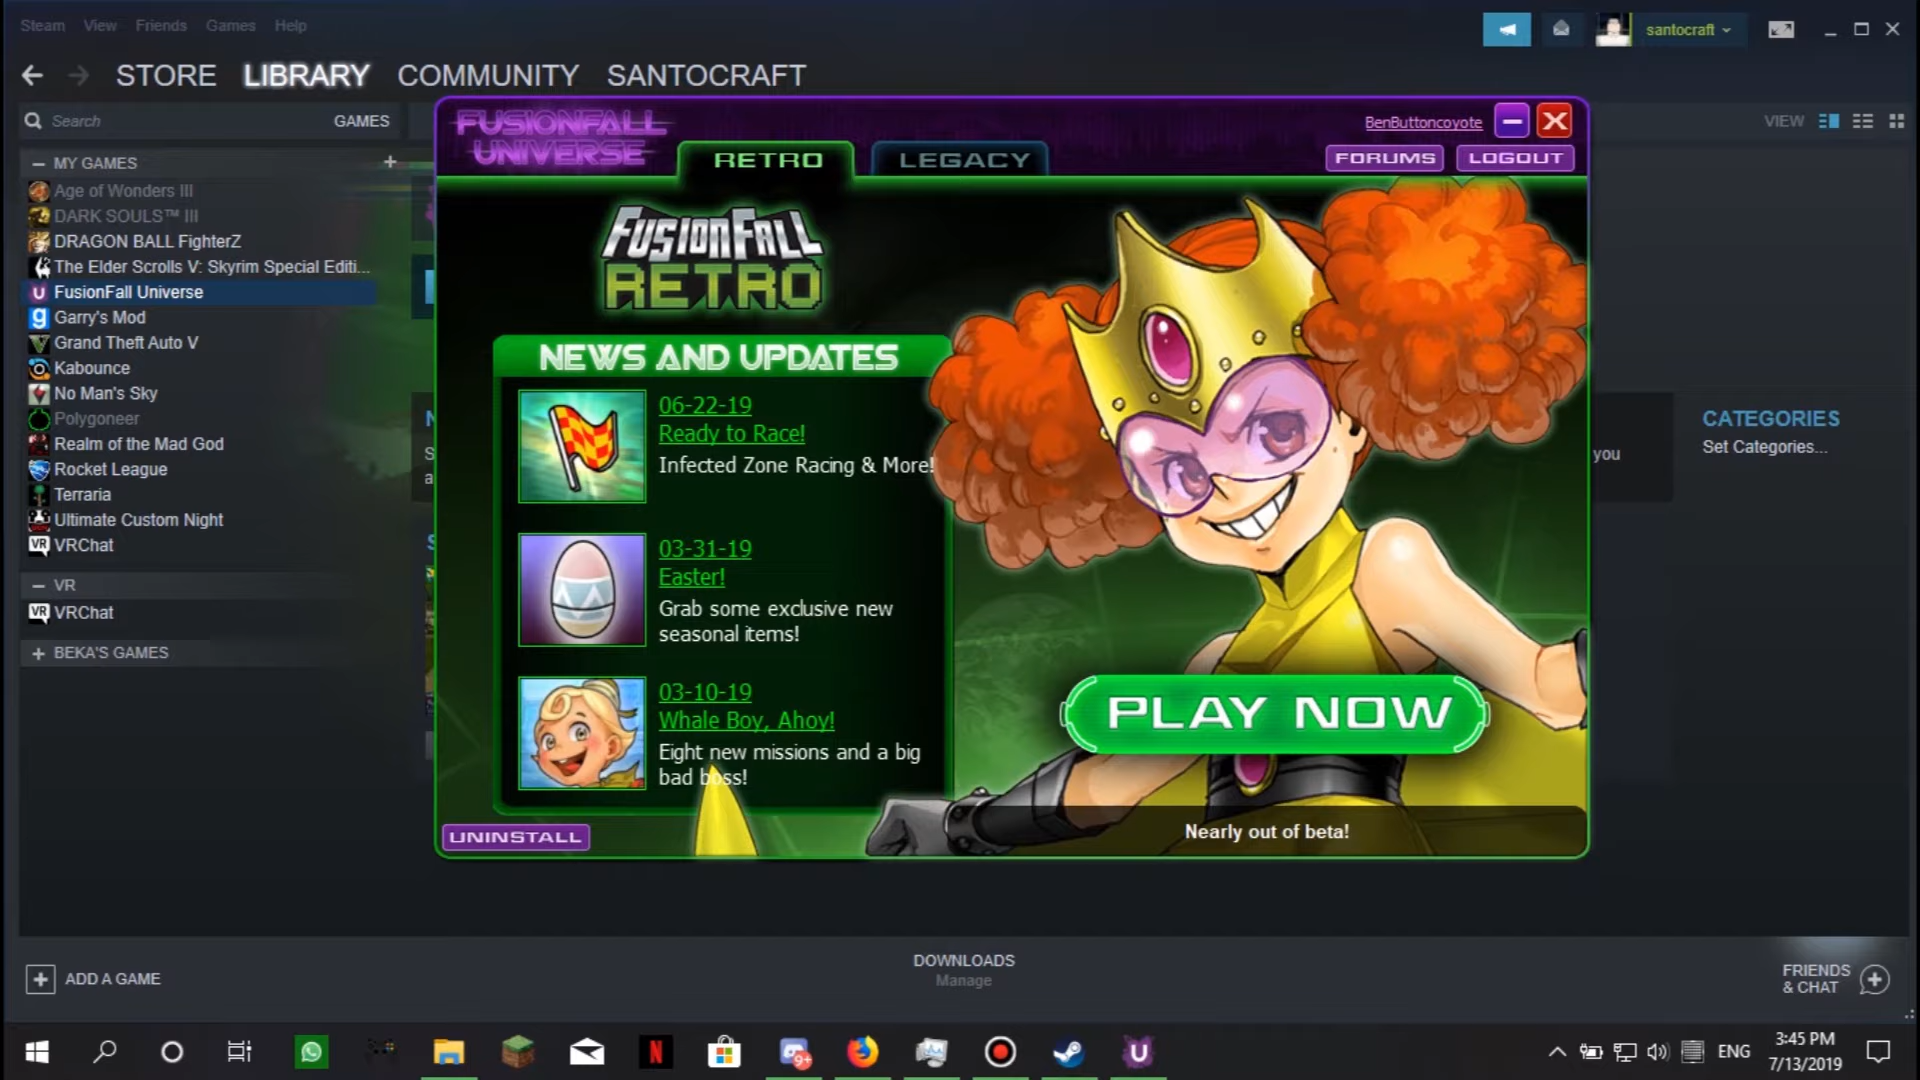 Steam View Friends Games Help
santocraft
STORE LIBRARY COMMUNITY SANTOCRAFT
Search GAMES
VIEW
MY GAMES
Age of Wonders III
DARK SOULS™ III
DRAGON BALL FighterZ
The Elder Scrolls V: Skyrim Special Editi...
FusionFall Universe
Garry's Mod
Grand Theft Auto V
Kabounce
No Man's Sky
Polygoneer
Realm of the Mad God
Rocket League
Terraria
Ultimate Custom Night
VRChat
VR
VRChat
BEKA'S GAMES
FUSIONFALL
UNIVERSE
RETRO
LEGACY
BenButtoncoyote
FORUMS
LOGOUT
FUSIONFALL
RETRO
NEWS AND UPDATES
06-22-19
Ready to Race!
Infected Zone Racing & More!
03-31-19
Easter!
Grab some exclusive new
seasonal items!
03-10-19
Whale Boy, Ahoy!
Eight new missions and a big
bad boss!
PLAY NOW
UNINSTALL
Nearly out of beta!
you
CATEGORIES
Set Categories...
ADD A GAME
DOWNLOADS
Manage
FRIENDS
& CHAT
9+
ENG
3:45 PM
7/13/2019